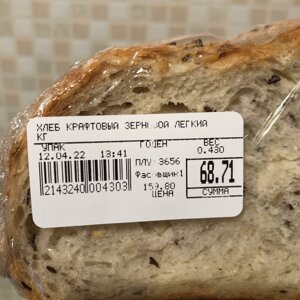 ХЛЕБ КРАФТОВЫЙ ЗЕРНОВОЙ ЛЕГКИЙ
КГ
УПАК ГОДЕН ВЕС
12.04.22 13:41 0.430
ПЛУ: 3656
Фасовщик1
68.71
2143240 004303
159.80
ЦЕНА СУММА